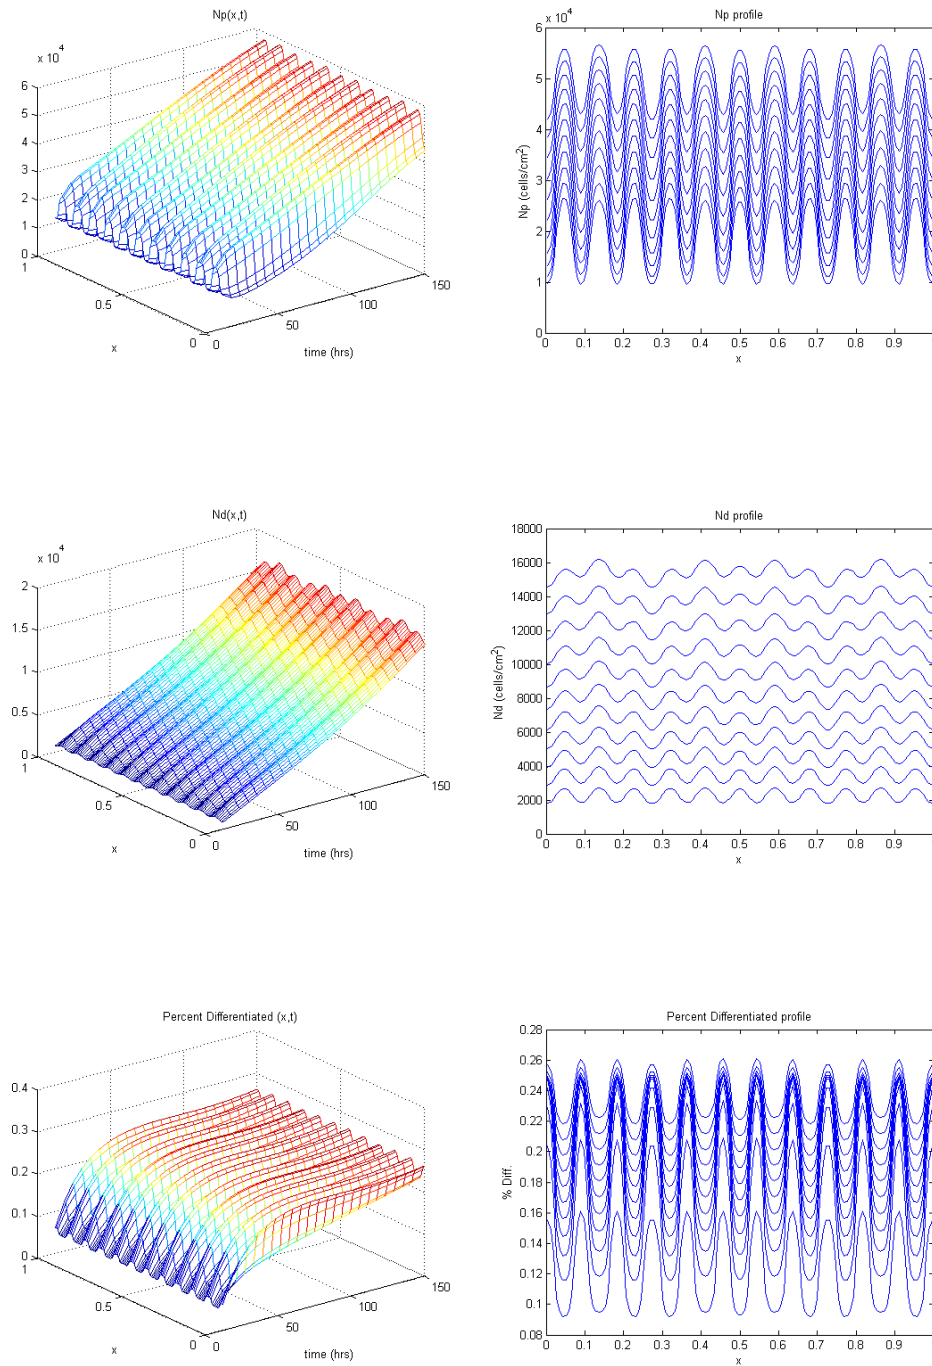 Np(x,t)
x 10^4
6
5
4
3
2
1
0
1
0.5
0
x
0
50
100
150
time (hrs)
Np profile
x 10^4
6
5
4
3
2
1
0
Np (cells/cm²)
0 0.1 0.2 0.3 0.4 0.5 0.6 0.7 0.8 0.9
x
Nd(x,t)
x 10^4
2
1.5
1
0.5
0
1
0.5
0
x
0
50
100
150
time (hrs)
Nd profile
18000
16000
14000
12000
10000
8000
6000
4000
2000
0
Nd (cells/cm²)
0 0.1 0.2 0.3 0.4 0.5 0.6 0.7 0.8 0.9
x
Percent Differentiated (x,t)
0.4
0.3
0.2
0.1
0
1
0.5
0
x
0
50
100
150
time (hrs)
Percent Differentiated profile
0.28
0.26
0.24
0.22
0.2
0.18
0.16
0.14
0.12
0.1
0.08
% Diff.
0 0.1 0.2 0.3 0.4 0.5 0.6 0.7 0.8 0.9
x